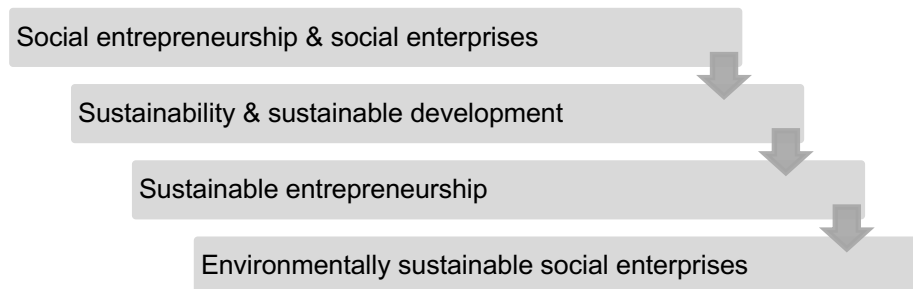 Social entrepreneurship & social enterprises
Sustainability & sustainable development
Sustainable entrepreneurship
Environmentally sustainable social enterprises